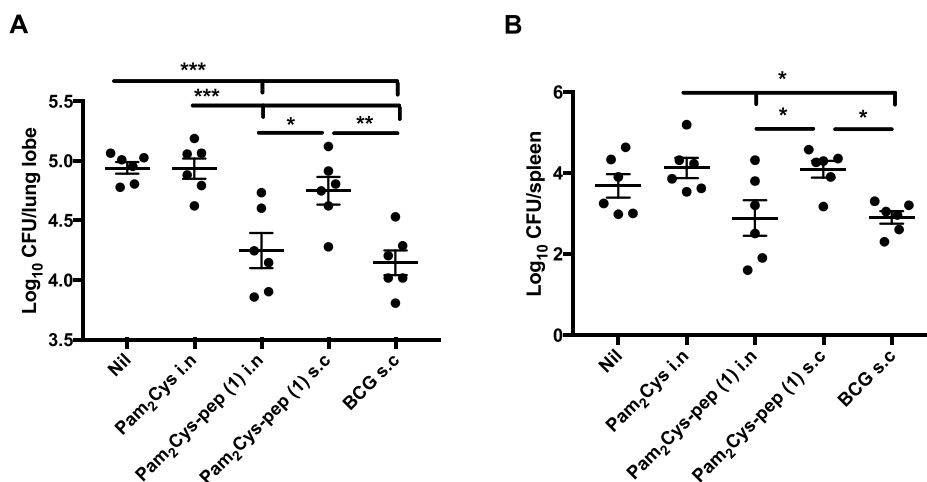 A
B
***
***
*
**
*
*
*
5.5
5.0
4.5
4.0
3.5
Log₁₀ CFU/lung lobe
Nil
Pam₂Cys i.n
Pam₂Cys-pep (1) i.n
Pam₂Cys-pep (1) s.c
BCG s.c
6
4
2
0
Log₁₀ CFU/spleen
Nil
Pam₂Cys i.n
Pam₂Cys-pep (1) i.n
Pam₂Cys-pep (1) s.c
BCG s.c